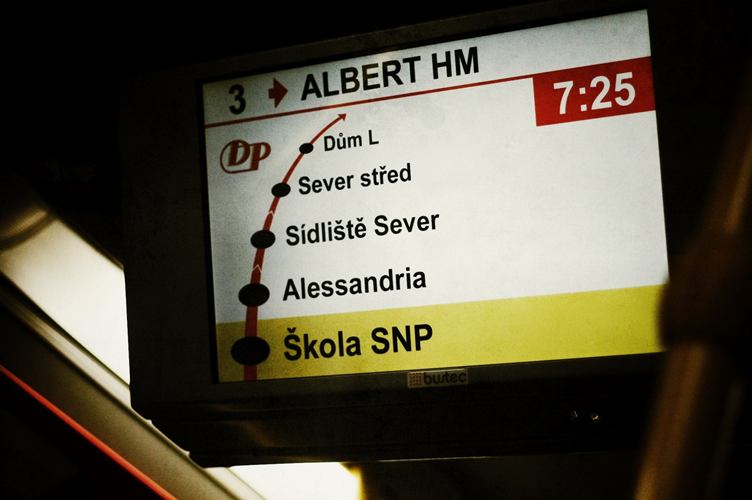 3 ALBERT HM
7:25
Dp
Dům L
Sever střed
Sídliště Sever
Alessandria
Škola SNP
bustec